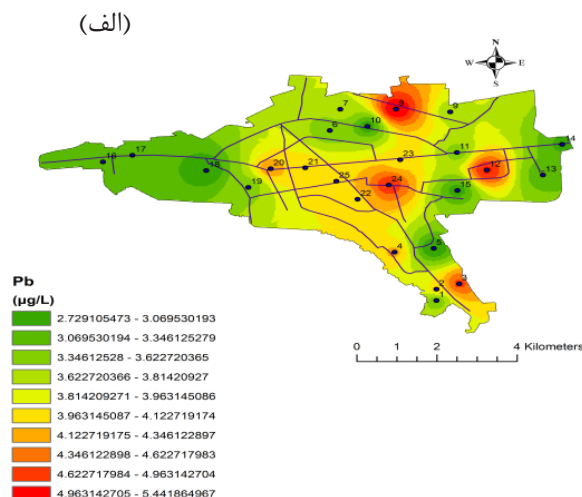 (الف)
N
W E
S
7
8
9
10
6
14
11
17
16
23
18
20
21
12
13
25
24
19
15
22
5
4
3
2
1
Pb
(µg/L)
2.729105473 - 3.069530193
3.069530194 - 3.346125279
3.34612528 - 3.622720365
3.622720366 - 3.81420927
3.814209271 - 3.963145086
3.963145087 - 4.122719174
4.122719175 - 4.346122897
4.346122898 - 4.622717983
4.622717984 - 4.963142704
4.963142705 - 5.441864967
0 1 2 4 Kilometers